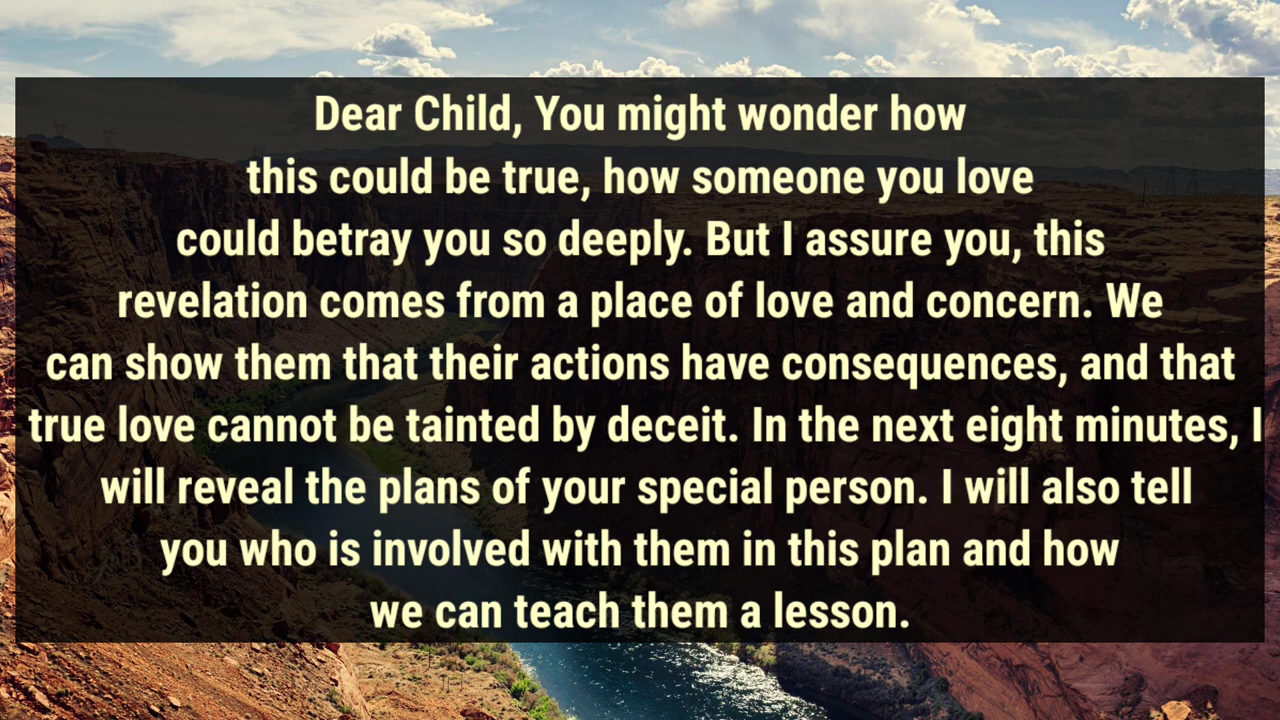 Dear Child, You might wonder how
this could be true, how someone you love
could betray you so deeply. But I assure you, this
revelation comes from a place of love and concern. We
can show them that their actions have consequences, and that
true love cannot be tainted by deceit. In the next eight minutes, I
will reveal the plans of your special person. I will also tell
you who is involved with them in this plan and how
we can teach them a lesson.